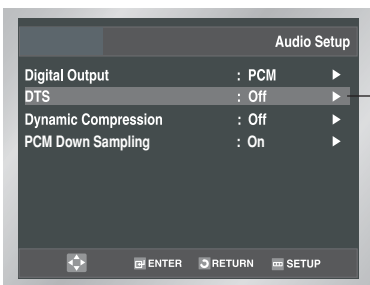 Audio Setup
Digital Output : PCM
DTS : Off
Dynamic Compression : Off
PCM Down Sampling : On
ENTER RETURN SETUP